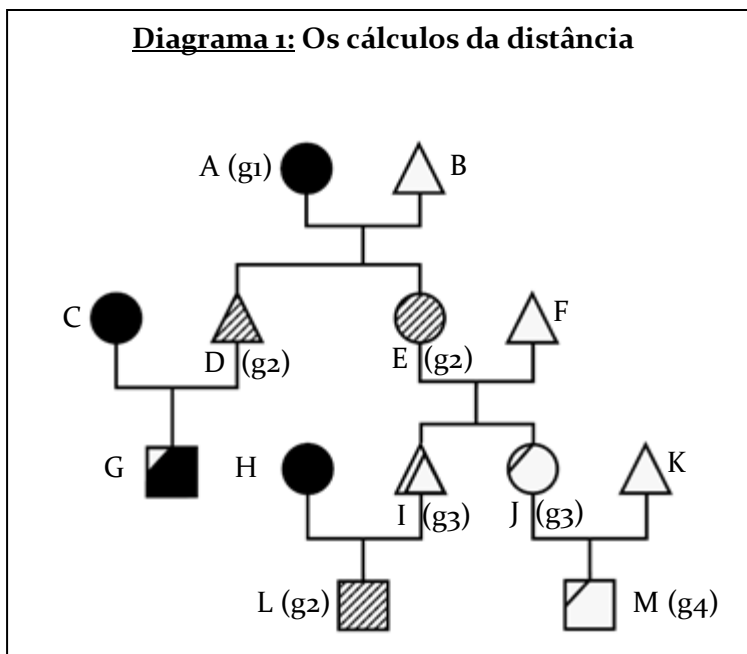 Diagrama 1: Os cálculos da distância
A (g1) B
C D (g2) E (g2) F
G H I (g3) J (g3) K
L (g2) M (g4)